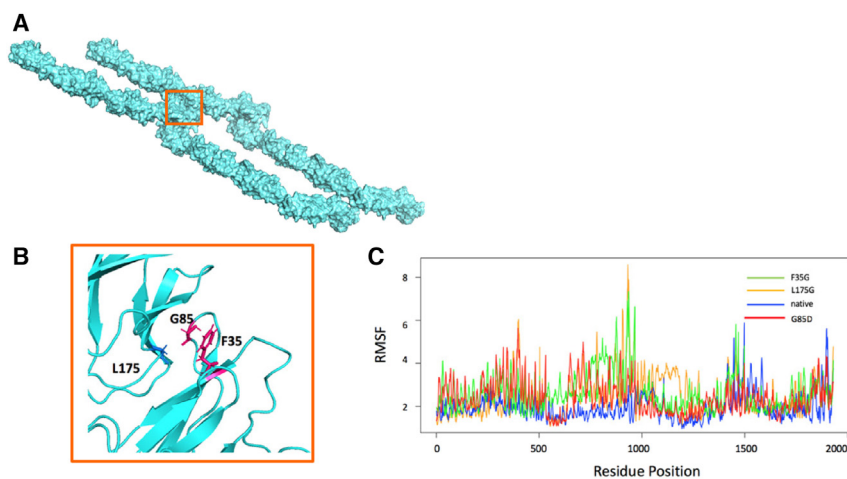 A
B
G85
F35
L175
C
RMSF
8
6
4
2
F35G
L175G
native
G85D
0
500
1000
1500
2000
Residue Position